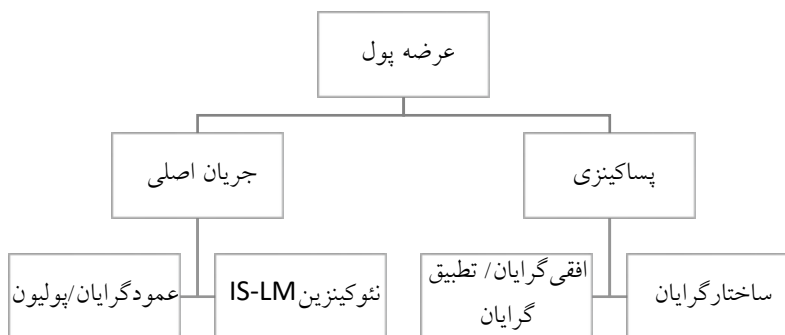 عرضه پول
پساکینزی
جریان اصلی
ساختارگرایان
افقی‌گرایان/ تطبیق
گرایان
نئوکینزین IS-LM
عمودگرایان/پولیون